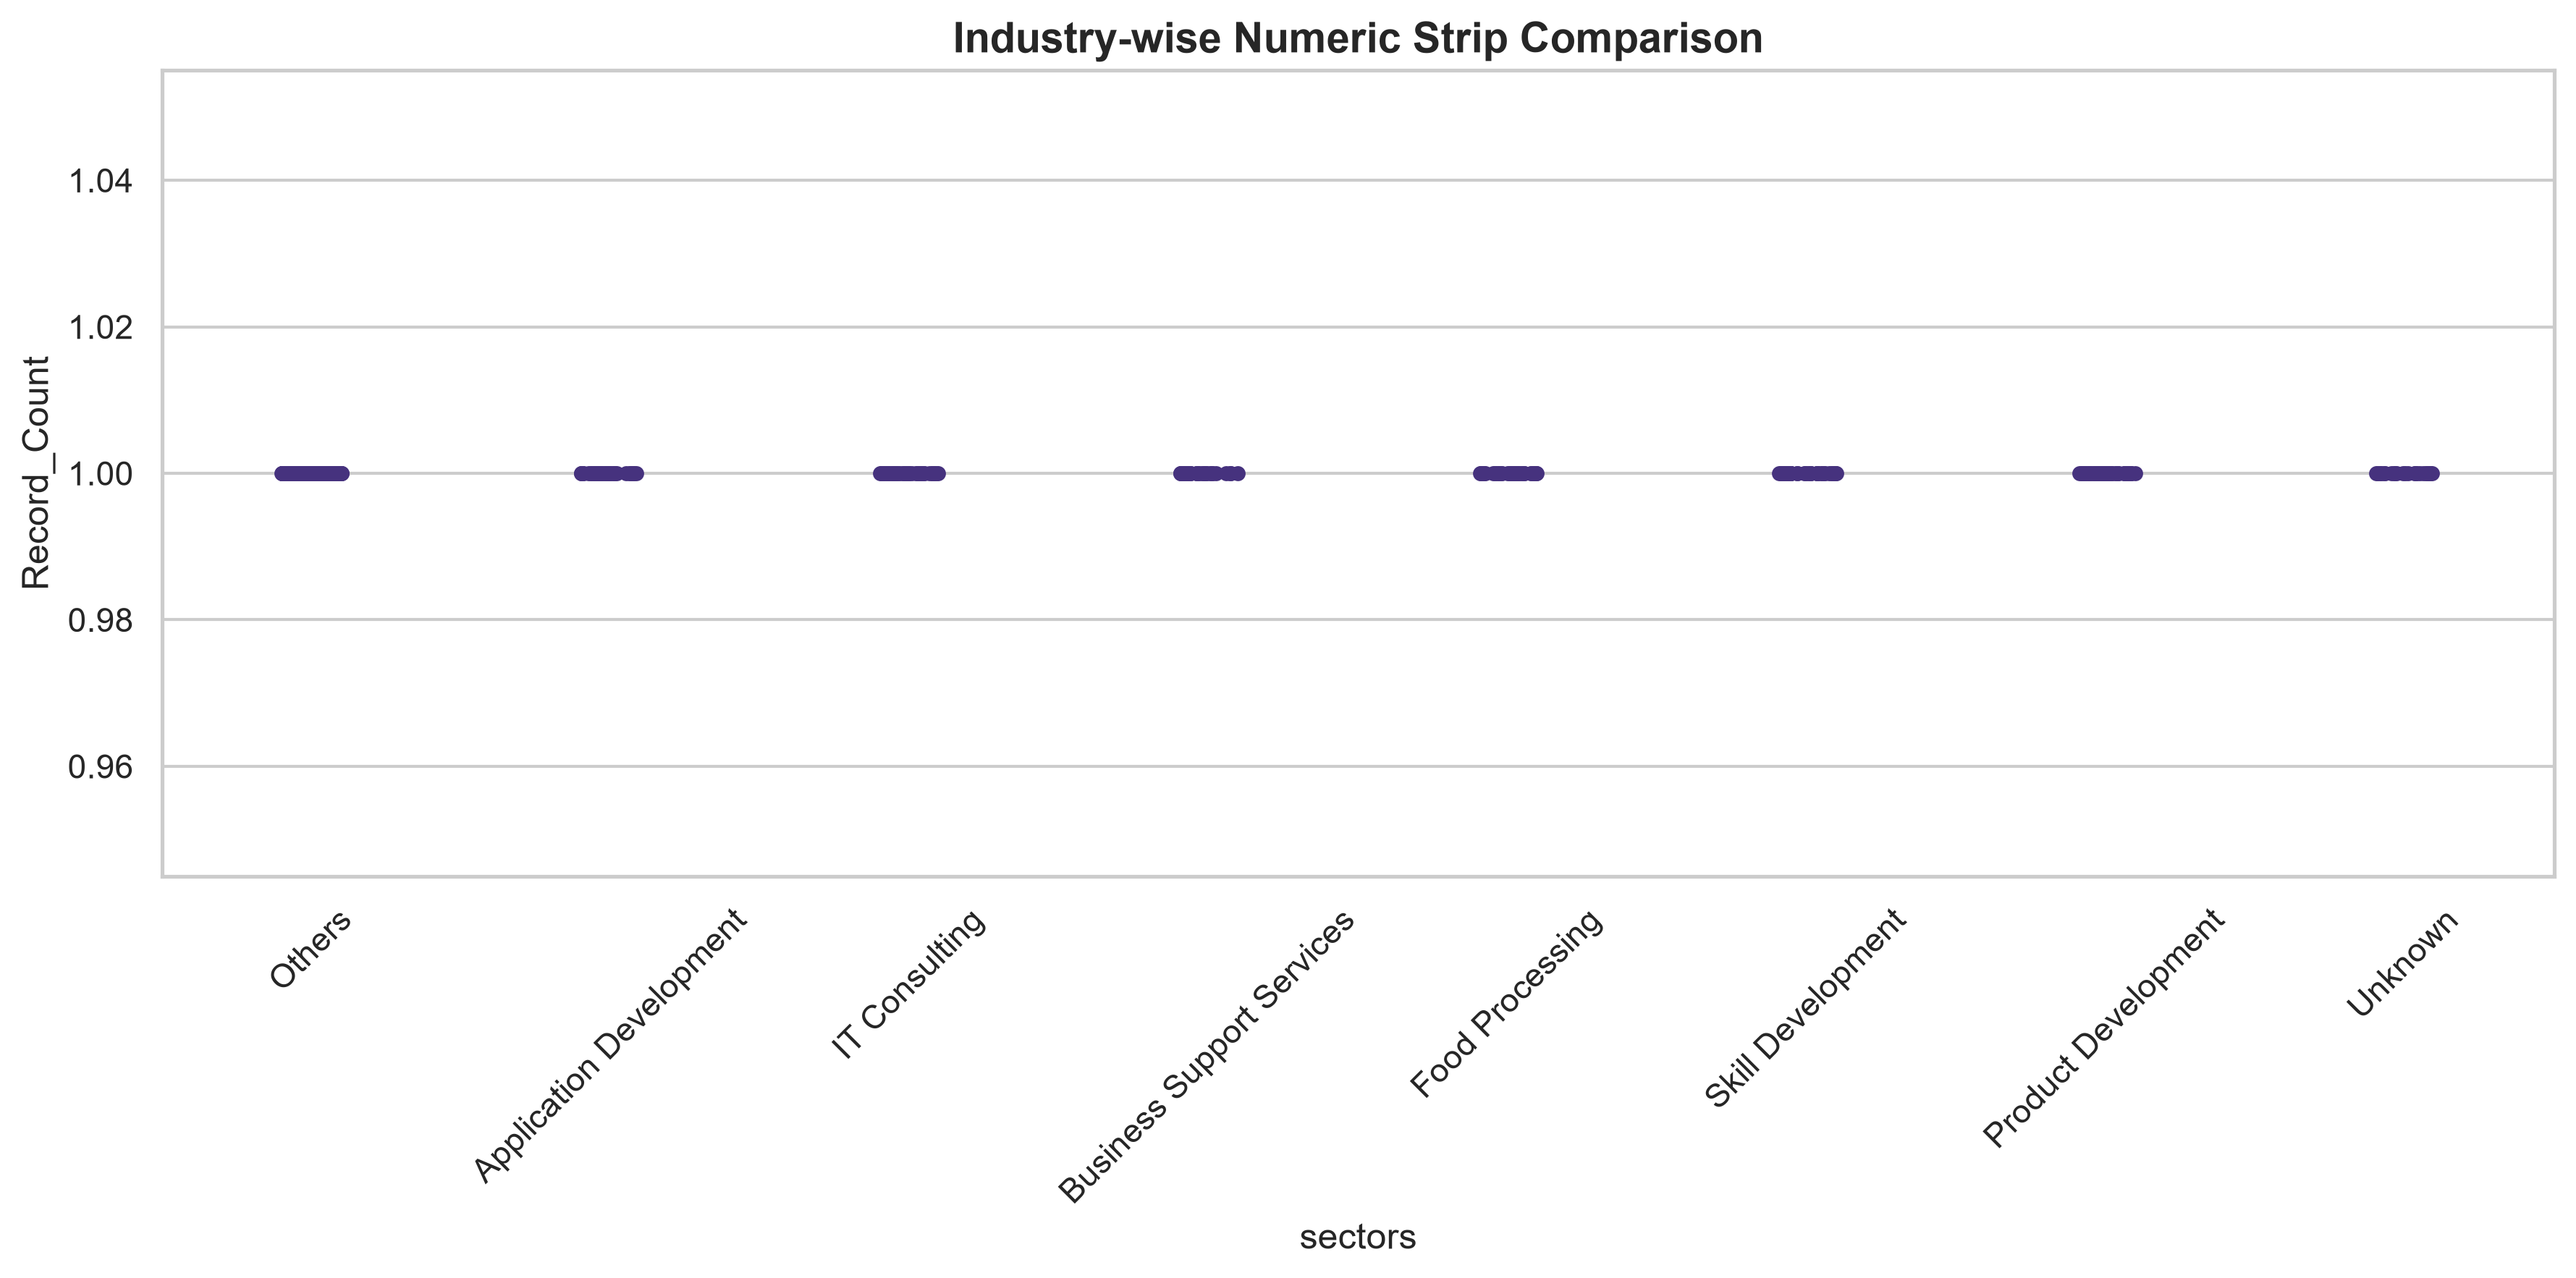 Industry-wise Numeric Strip Comparison
Record_Count
1.04
1.02
1.00
0.98
0.96
Others
Application Development
IT Consulting
Business Support Services
Food Processing
Skill Development
Product Development
Unknown
sectors